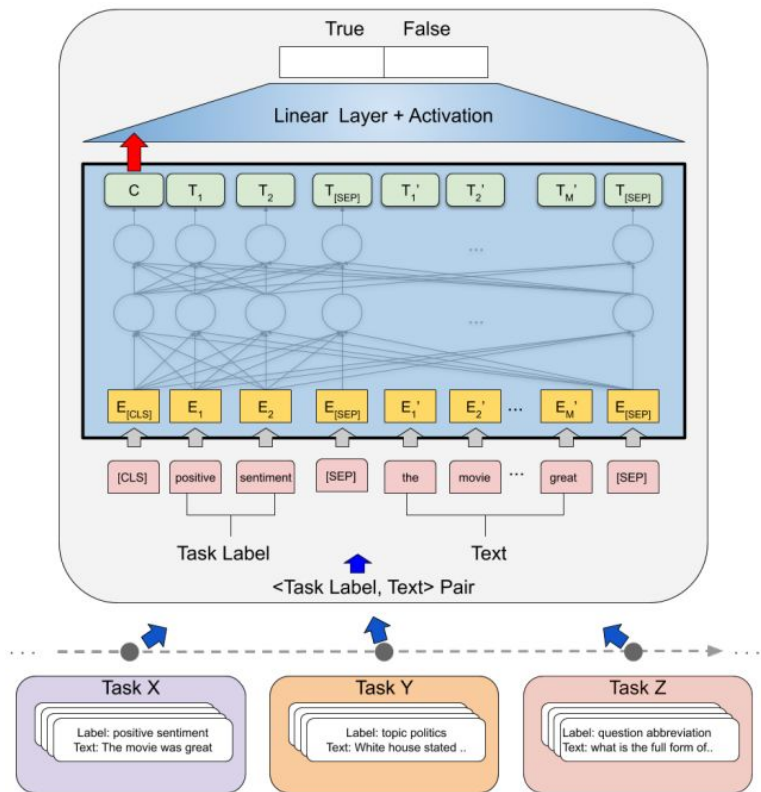 True False
Linear Layer + Activation
C T1 T2 T[SEP] T1' T2' TM' T[SEP]
...
...
E[CLS] E1 E2 E[SEP] E1' E2' ... EM' E[SEP]
[CLS] positive sentiment [SEP] the movie ... great [SEP]
Task Label Text
<Task Label, Text> Pair
... ...
Task X Task Y Task Z
Label: positive sentiment Label: topic politics Label: question abbreviation
Text: The movie was great Text: White house stated .. Text: what is the full form of..